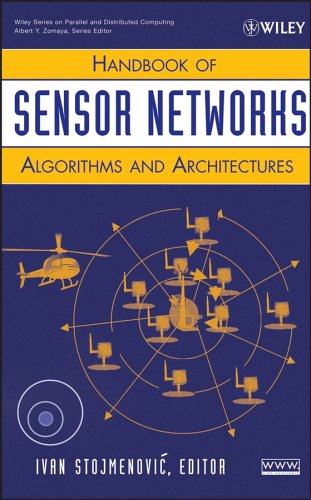 Wiley Series on Parallel and Distributed Computing
Albert Y. Zomaya, Series Editor
WILEY
HANDBOOK OF
SENSOR NETWORKS
ALGORITHMS AND ARCHITECTURES
IVAN STOJMENOVIĆ, EDITOR
WWW.